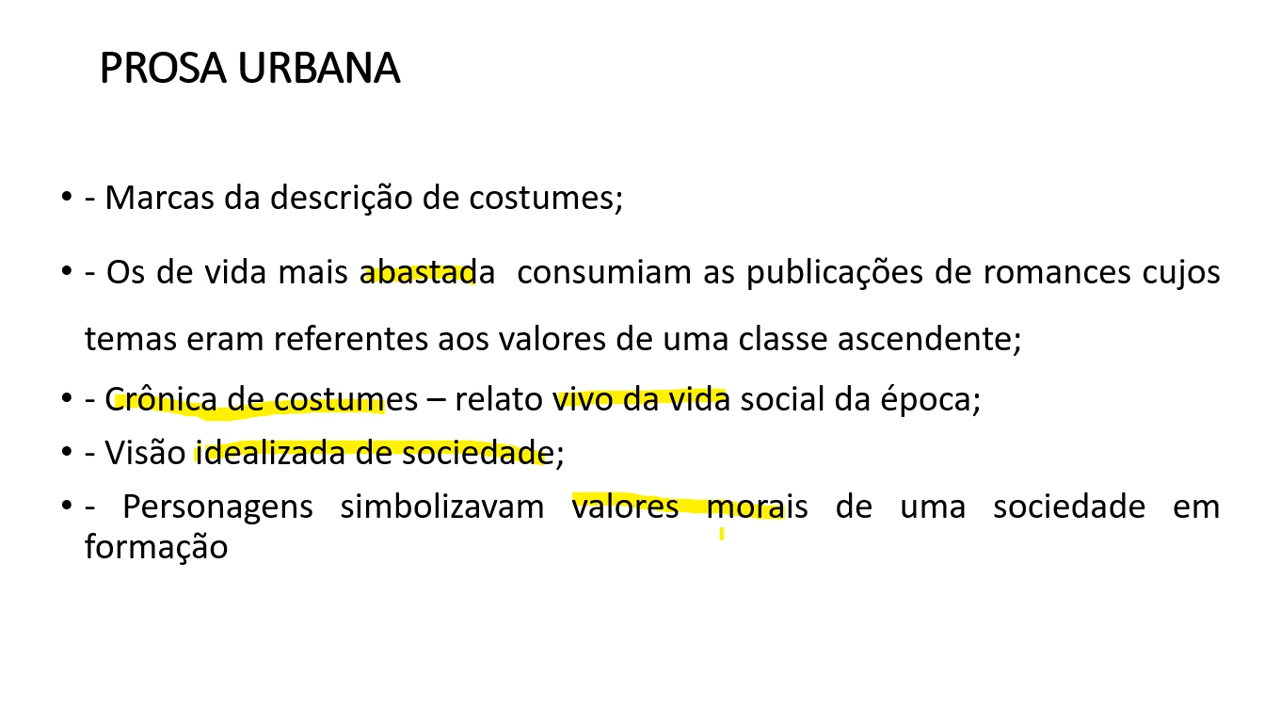 PROSA URBANA
• - Marcas da descrição de costumes;
• - Os de vida mais abastada consumiam as publicações de romances cujos
temas eram referentes aos valores de uma classe ascendente;
• - Crônica de costumes – relato vivo da vida social da época;
• - Visão idealizada de sociedade;
• - Personagens simbolizavam valores morais de uma sociedade em
formação